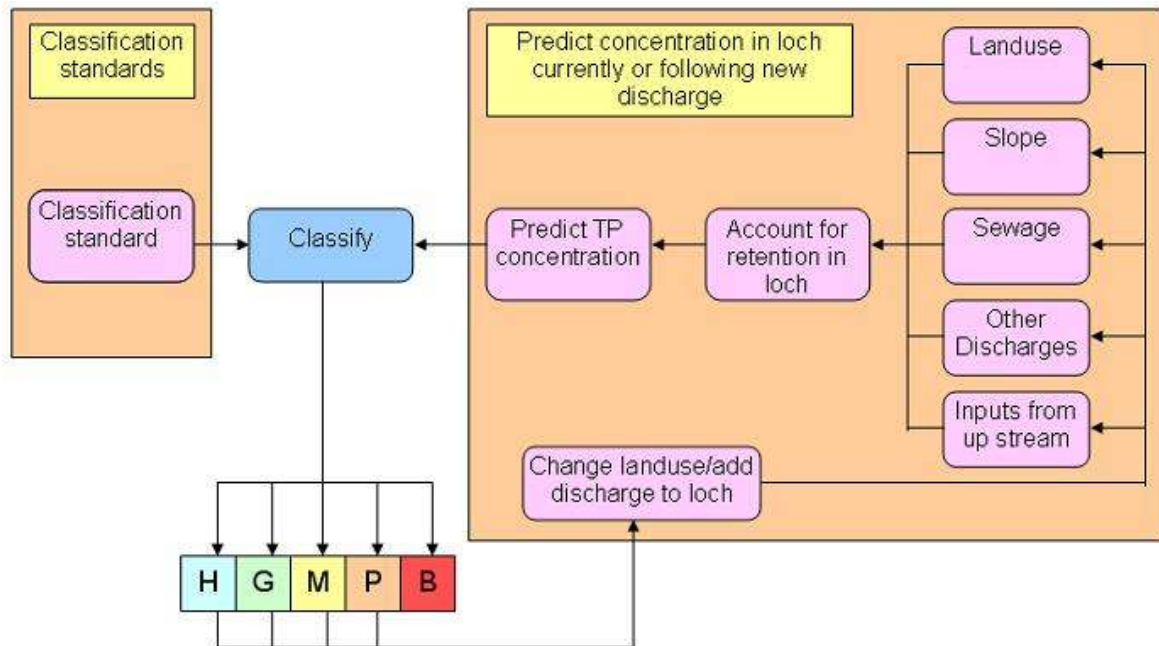 Classification
standards
Classification
standard
Classify
Predict concentration in loch
currently or following new
discharge
Predict TP
concentration
Account for
retention in
loch
Landuse
Slope
Sewage
Other
Discharges
Inputs from
up stream
Change landuse/add
discharge to loch
H G M P B